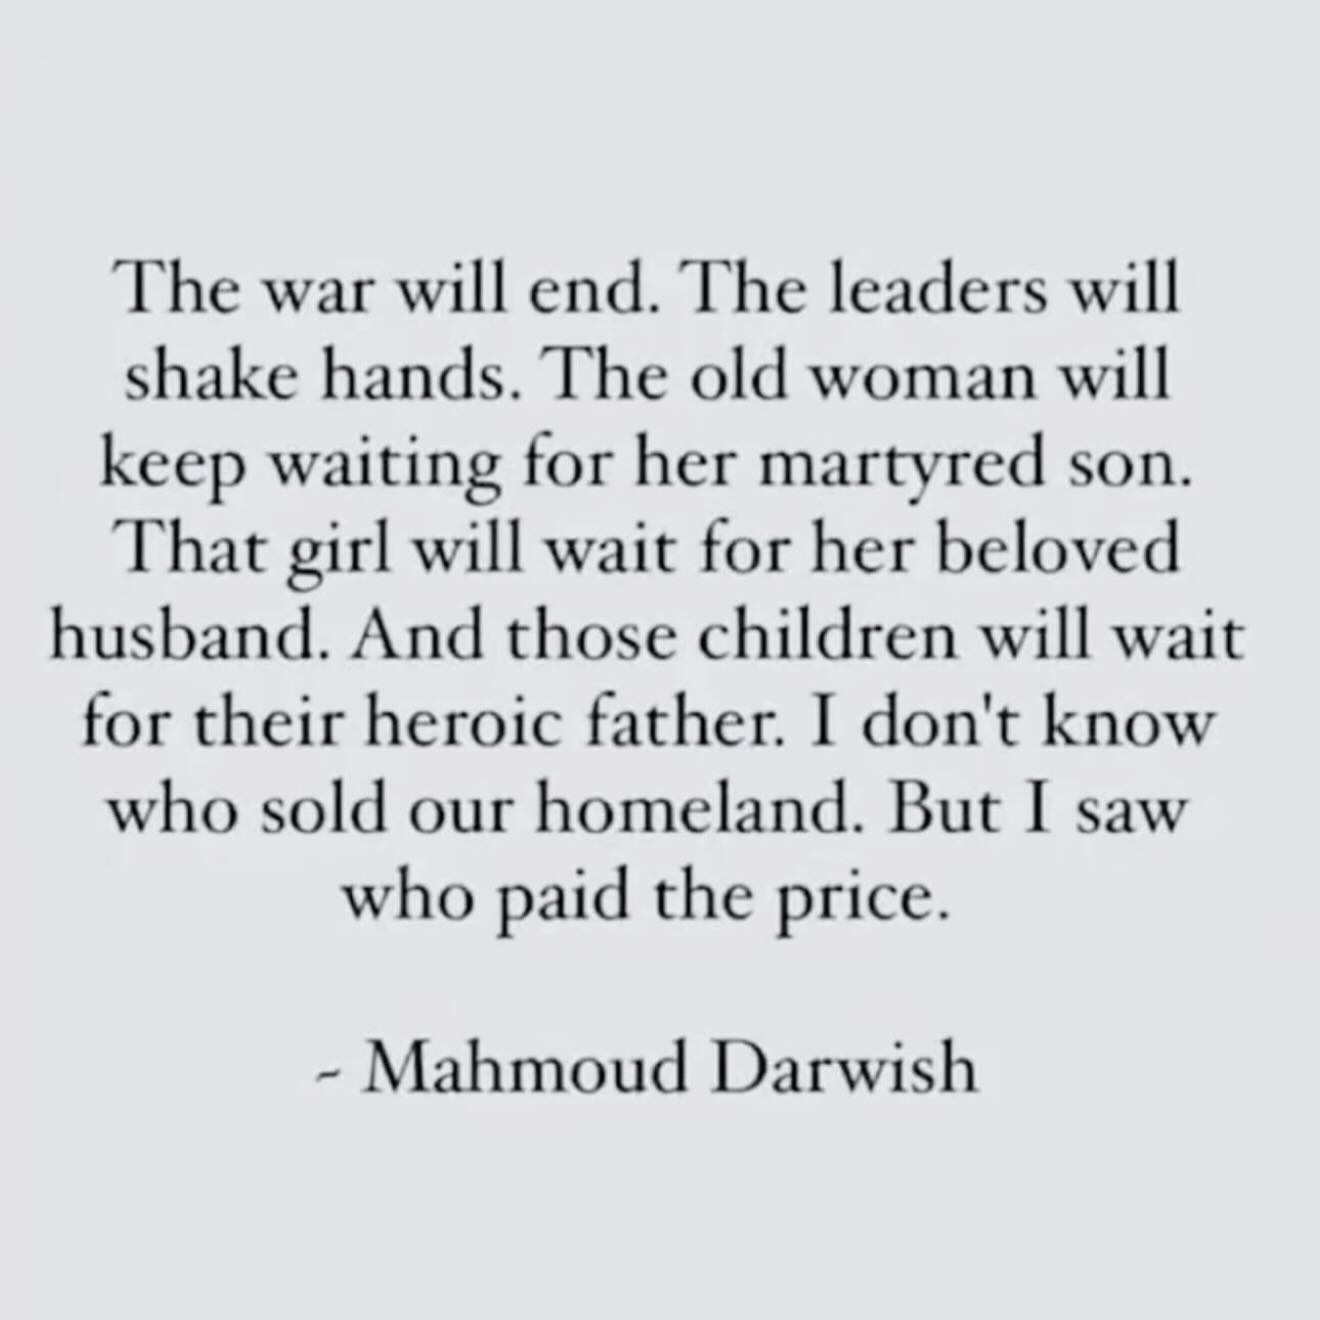 The war will end. The leaders will
shake hands. The old woman will
keep waiting for her martyred son.
That girl will wait for her beloved
husband. And those children will wait
for their heroic father. I don't know
who sold our homeland. But I saw
who paid the price.
~ Mahmoud Darwish